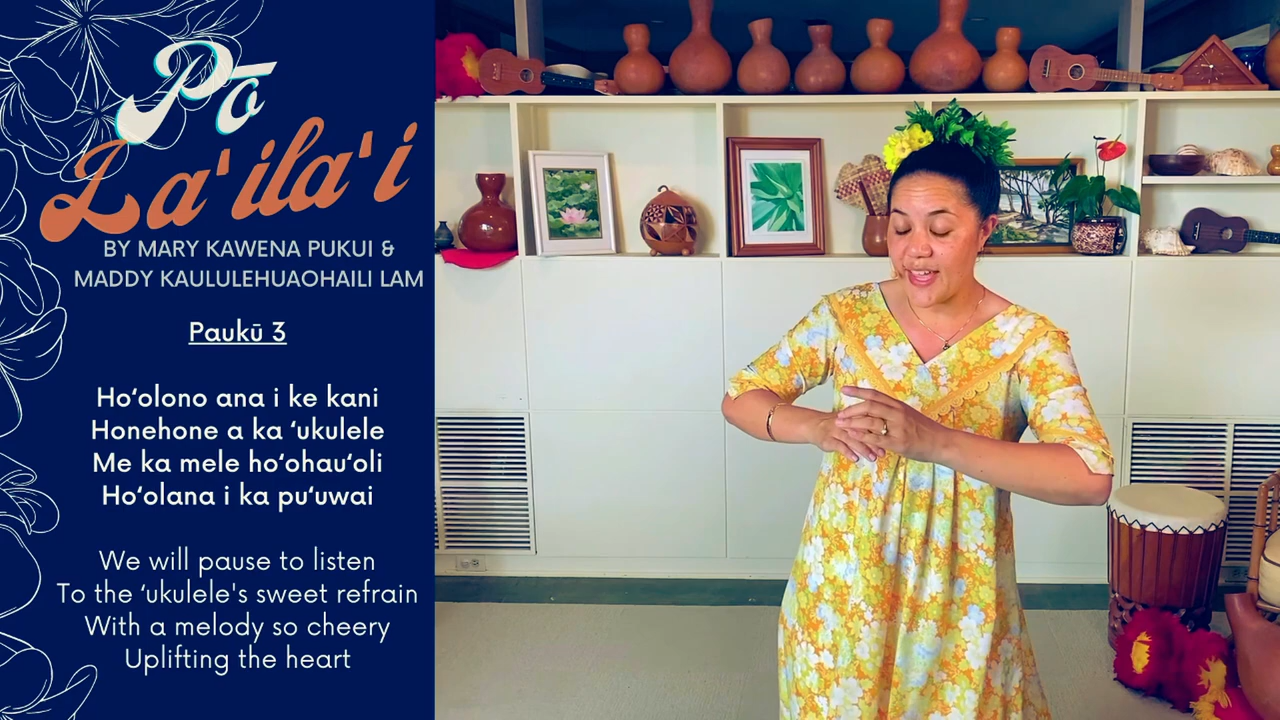 Pō
Laʻilaʻi
BY MARY KAWENA PUKUI &
MADDY KAULULEHUAOHAILI LAM
Paukū 3
Hoʻolono ana i ke kani
Honehone a ka ʻukulele
Me ka mele hoʻohauʻoli
Hoʻolana i ka puʻuwai
We will pause to listen
To the ʻukulele's sweet refrain
With a melody so cheery
Uplifting the heart